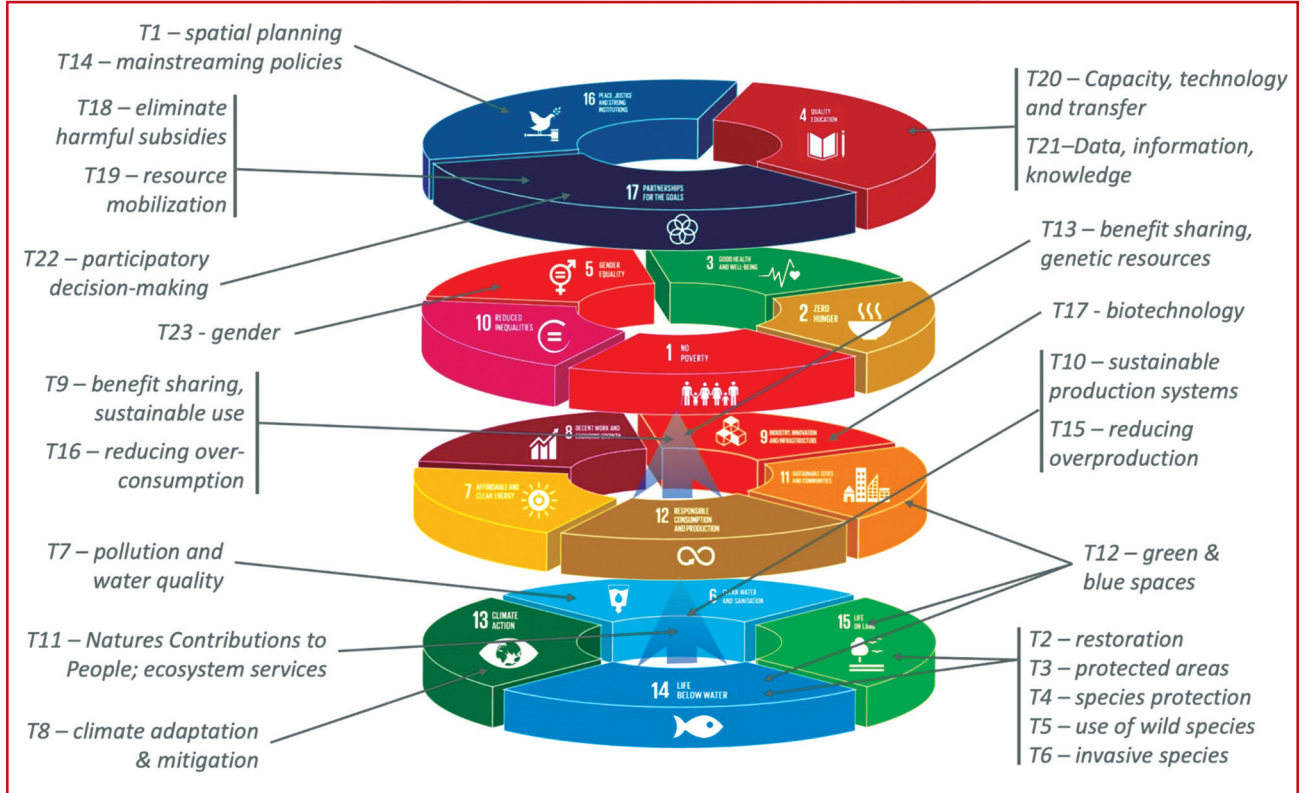 T1 – spatial planning
T14 – mainstreaming policies
T18 – eliminate
harmful subsidies
T19 – resource
mobilization
T22 – participatory
decision-making
T23 - gender
T9 – benefit sharing,
sustainable use
T16 – reducing over-
consumption
T7 – pollution and
water quality
T11 – Natures Contributions to
People; ecosystem services
T8 – climate adaptation
& mitigation
16 PEACE, JUSTICE
AND STRONG
INSTITUTIONS
4 QUALITY
EDUCATION
17 PARTNERSHIPS
FOR THE GOALS
5 GENDER
EQUALITY
3 GOOD HEALTH
AND WELL-BEING
10 REDUCED
INEQUALITIES
2 ZERO
HUNGER
1 NO
POVERTY
8 DECENT WORK AND
ECONOMIC GROWTH
9 INDUSTRY, INNOVATION
AND INFRASTRUCTURE
7 AFFORDABLE AND
CLEAN ENERGY
11 SUSTAINABLE CITIES
AND COMMUNITIES
12 RESPONSIBLE
CONSUMPTION
AND PRODUCTION
6 CLEAN WATER
AND SANITATION
13 CLIMATE
ACTION
15 LIFE
ON LAND
14 LIFE
BELOW WATER
T20 – Capacity, technology
and transfer
T21–Data, information,
knowledge
T13 – benefit sharing,
genetic resources
T17 - biotechnology
T10 – sustainable
production systems
T15 – reducing
overproduction
T12 – green &
blue spaces
T2 – restoration
T3 – protected areas
T4 – species protection
T5 – use of wild species
T6 – invasive species